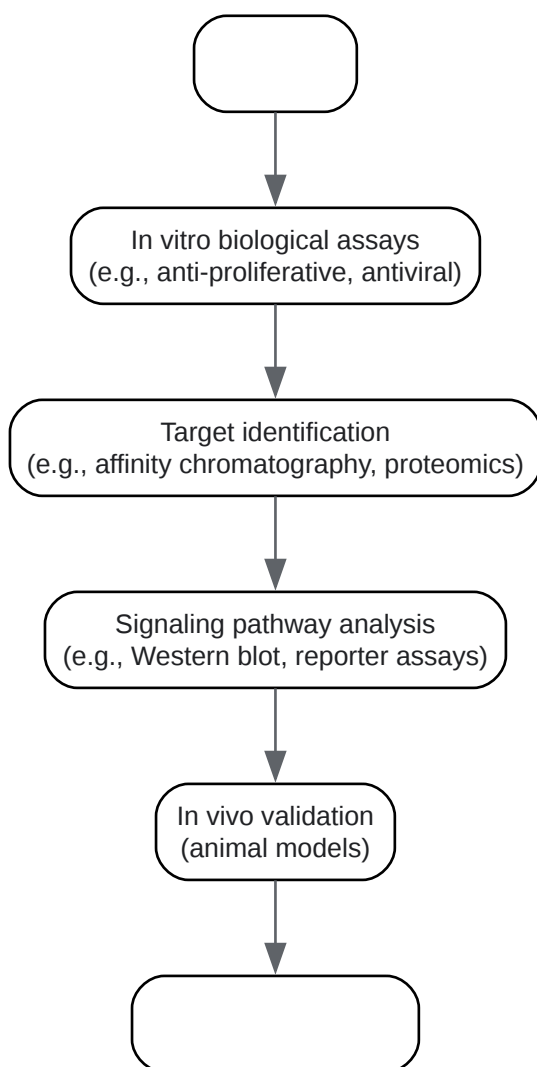 In vitro biological assays
(e.g., anti-proliferative, antiviral)
Target identification
(e.g., affinity chromatography, proteomics)
Signaling pathway analysis
(e.g., Western blot, reporter assays)
In vivo validation
(animal models)